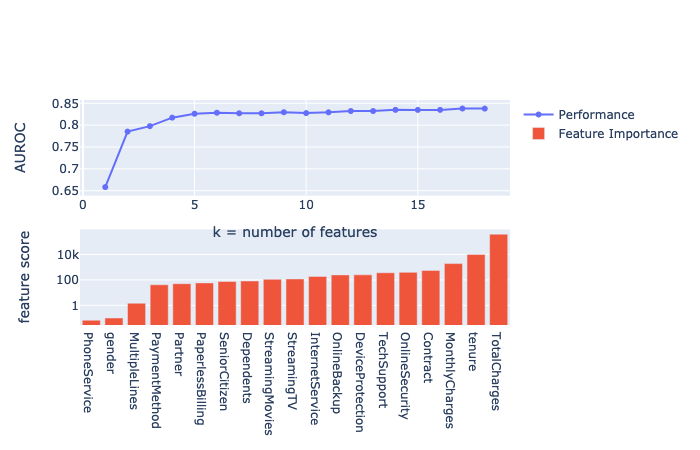 0.85
0.8
0.75
0.7
0.65
AUROC
0
5
10
15
k = number of features
Performance
Feature Importance
10k
100
1
feature score
PhoneService
gender
MultipleLines
PaymentMethod
Partner
PaperlessBilling
SeniorCitizen
Dependents
StreamingMovies
StreamingTV
InternetService
OnlineBackup
DeviceProtection
TechSupport
OnlineSecurity
Contract
MonthlyCharges
tenure
TotalCharges